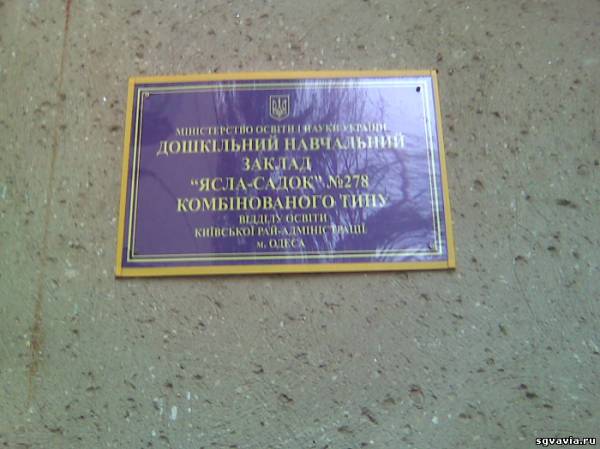 МІНІСТЕРСТВО ОСВІТИ І НАУКИ УКРАЇНИ
ДОШКІЛЬНИЙ НАВЧАЛЬНИЙ
ЗАКЛАД
“ЯСЛА-САДОК” №278
КОМБІНОВАНОГО ТИПУ
ВІДДІЛУ ОСВІТИ
КИЇВСЬКОЇ РАЙ-АДМІНІСТРАЦІЇ
м. ОДЕСА
sgvavia.ru